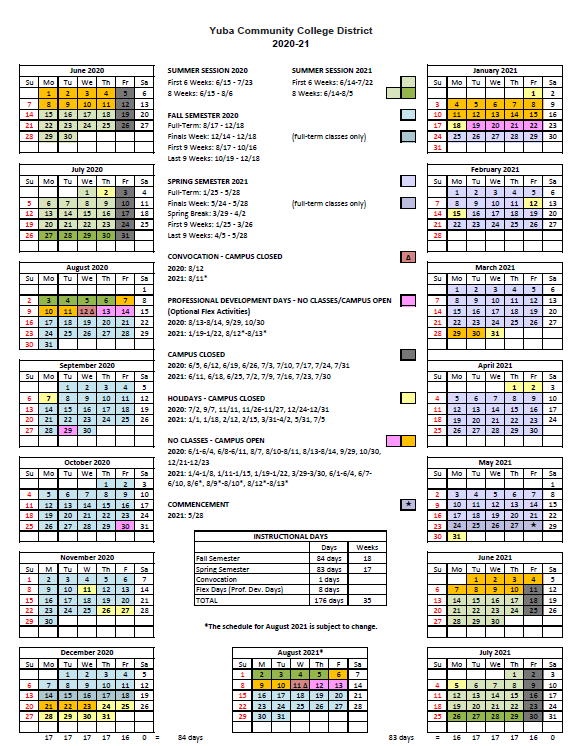 Yuba Community College District
2020-21
June 2020
Su Mo Tu We Th Fr Sa
1 2 3 4 5 6
7 8 9 10 11 12 13
14 15 16 17 18 19 20
21 22 23 24 25 26 27
28 29 30
July 2020
Su Mo Tu We Th Fr Sa
1 2 3 4
5 6 7 8 9 10 11
12 13 14 15 16 17 18
19 20 21 22 23 24 25
26 27 28 29 30 31
August 2020
Su Mo Tu We Th Fr Sa
1
2 3 4 5 6 7 8
9 10 11 12Δ 13 14 15
16 17 18 19 20 21 22
23 24 25 26 27 28 29
30 31
September 2020
Su Mo Tu We Th Fr Sa
1 2 3 4 5
6 7 8 9 10 11 12
13 14 15 16 17 18 19
20 21 22 23 24 25 26
27 28 29 30
October 2020
Su Mo Tu We Th Fr Sa
1 2 3
4 5 6 7 8 9 10
11 12 13 14 15 16 17
18 19 20 21 22 23 24
25 26 27 28 29 30 31
November 2020
Su M Tu W Th F Sa
1 2 3 4 5 6 7
8 9 10 11 12 13 14
15 16 17 18 19 20 21
22 23 24 25 26 27 28
29 30
December 2020
Su Mo Tu We Th Fr Sa
1 2 3 4 5
6 7 8 9 10 11 12
13 14 15 16 17 18 19
20 21 22 23 24 25 26
27 28 29 30 31
17 17 17 17 16 0 = 84 days
SUMMER SESSION 2020 SUMMER SESSION 2021
First 6 Weeks: 6/15 - 7/23 First 6 Weeks: 6/14-7/22
8 Weeks: 6/15 - 8/6 8 Weeks: 6/14-8/5
FALL SEMESTER 2020
Full-Term: 8/17 - 12/18
Finals Week: 12/14 - 12/18 (full-term classes only)
First 9 Weeks: 8/17 - 10/16
Last 9 Weeks: 10/19 - 12/18
SPRING SEMESTER 2021
Full-Term: 1/25 - 5/28
Finals Week: 5/24 - 5/28 (full-term classes only)
Spring Break: 3/29 - 4/2
First 9 Weeks: 1/25 - 3/26
Last 9 Weeks: 4/5 - 5/28
CONVOCATION - CAMPUS CLOSED Δ
2020: 8/12
2021: 8/11*
PROFESSIONAL DEVELOPMENT DAYS - NO CLASSES/CAMPUS OPEN
(Optional Flex Activities)
2020: 8/13-8/14, 9/29, 10/30
2021: 1/19-1/22, 8/12*-8/13*
CAMPUS CLOSED
2020: 6/5, 6/12, 6/19, 6/26, 7/3, 7/10, 7/17, 7/24, 7/31
2021: 6/11, 6/18, 6/25, 7/2, 7/9, 7/16, 7/23, 7/30
HOLIDAYS - CAMPUS CLOSED
2020: 7/2, 9/7, 11/11, 11/26-11/27, 12/24-12/31
2021: 1/1, 1/18, 2/12, 2/15, 3/31-4/2, 5/31, 7/5
NO CLASSES - CAMPUS OPEN
2020: 6/1-6/4, 6/8-6/11, 8/7, 8/10-8/11, 8/13-8/14, 9/29, 10/30,
12/21-12/23
2021: 1/4-1/8, 1/11-1/15, 1/19-1/22, 3/29-3/30, 6/1-6/4, 6/7-
6/10, 8/6*, 8/9*-8/10*, 8/12*-8/13*
COMMENCEMENT ★
2021: 5/28
INSTRUCTIONAL DAYS
Days Weeks
Fall Semester 84 days 18
Spring Semester 83 days 17
Convocation 1 days
Flex Days (Prof. Dev. Days) 8 days
TOTAL 176 days 35
*The schedule for August 2021 is subject to change.
August 2021*
Su M Tu W Th F Sa
1 2 3 4 5 6 7
8 9 10 11Δ 12 13 14
15 16 17 18 19 20 21
22 23 24 25 26 27 28
29 30 31
January 2021
Su Mo Tu We Th Fr Sa
1 2
3 4 5 6 7 8 9
10 11 12 13 14 15 16
17 18 19 20 21 22 23
24 25 26 27 28 29 30
31
February 2021
Su Mo Tu We Th Fr Sa
1 2 3 4 5 6
7 8 9 10 11 12 13
14 15 16 17 18 19 20
21 22 23 24 25 26 27
28
March 2021
Su Mo Tu We Th Fr Sa
1 2 3 4 5 6
7 8 9 10 11 12 13
14 15 16 17 18 19 20
21 22 23 24 25 26 27
28 29 30 31
April 2021
Su Mo Tu We Th Fr Sa
1 2 3
4 5 6 7 8 9 10
11 12 13 14 15 16 17
18 19 20 21 22 23 24
25 26 27 28 29 30
May 2021
Su Mo Tu We Th Fr Sa
1
2 3 4 5 6 7 8
9 10 11 12 13 14 15
16 17 18 19 20 21 22
23 24 25 26 27 ★ 29
30 31
June 2021
Su Mo Tu We Th Fr Sa
1 2 3 4 5
6 7 8 9 10 11 12
13 14 15 16 17 18 19
20 21 22 23 24 25 26
27 28 29 30
July 2021
Su Mo Tu We Th Fr Sa
1 2 3
4 5 6 7 8 9 10
11 12 13 14 15 16 17
18 19 20 21 22 23 24
25 26 27 28 29 30 31
83 days = 16 17 17 17 16 0